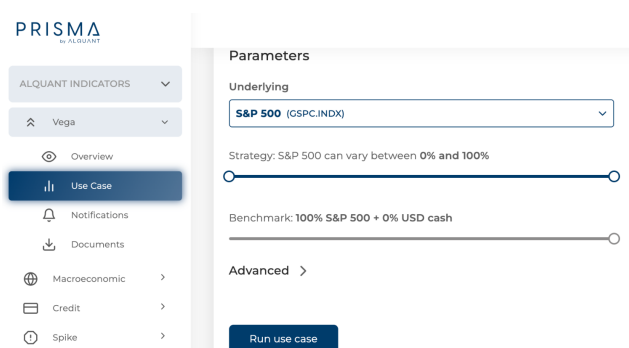 PRISMA
by ALQUANT
ALQUANT INDICATORS
Vega
Overview
Use Case
Notifications
Documents
Macroeconomic
Credit
Spike
Parameters
Underlying
S&P 500 (GSPC.INDX)
Strategy: S&P 500 can vary between 0% and 100%
Benchmark: 100% S&P 500 + 0% USD cash
Advanced
Run use case